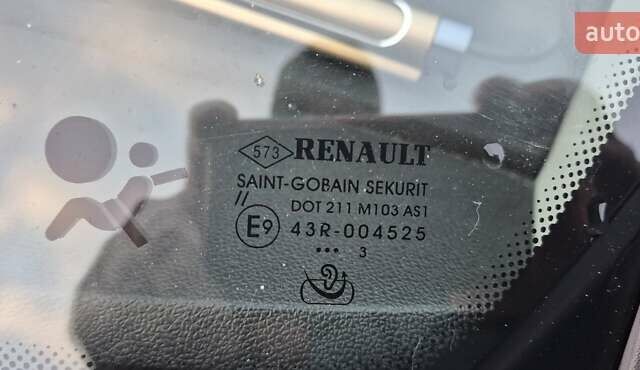 auto
573 RENAULT
SAINT-GOBAIN SEKURIT
//
DOT 211 M103 AS1
E9 43R-004525
••• 3